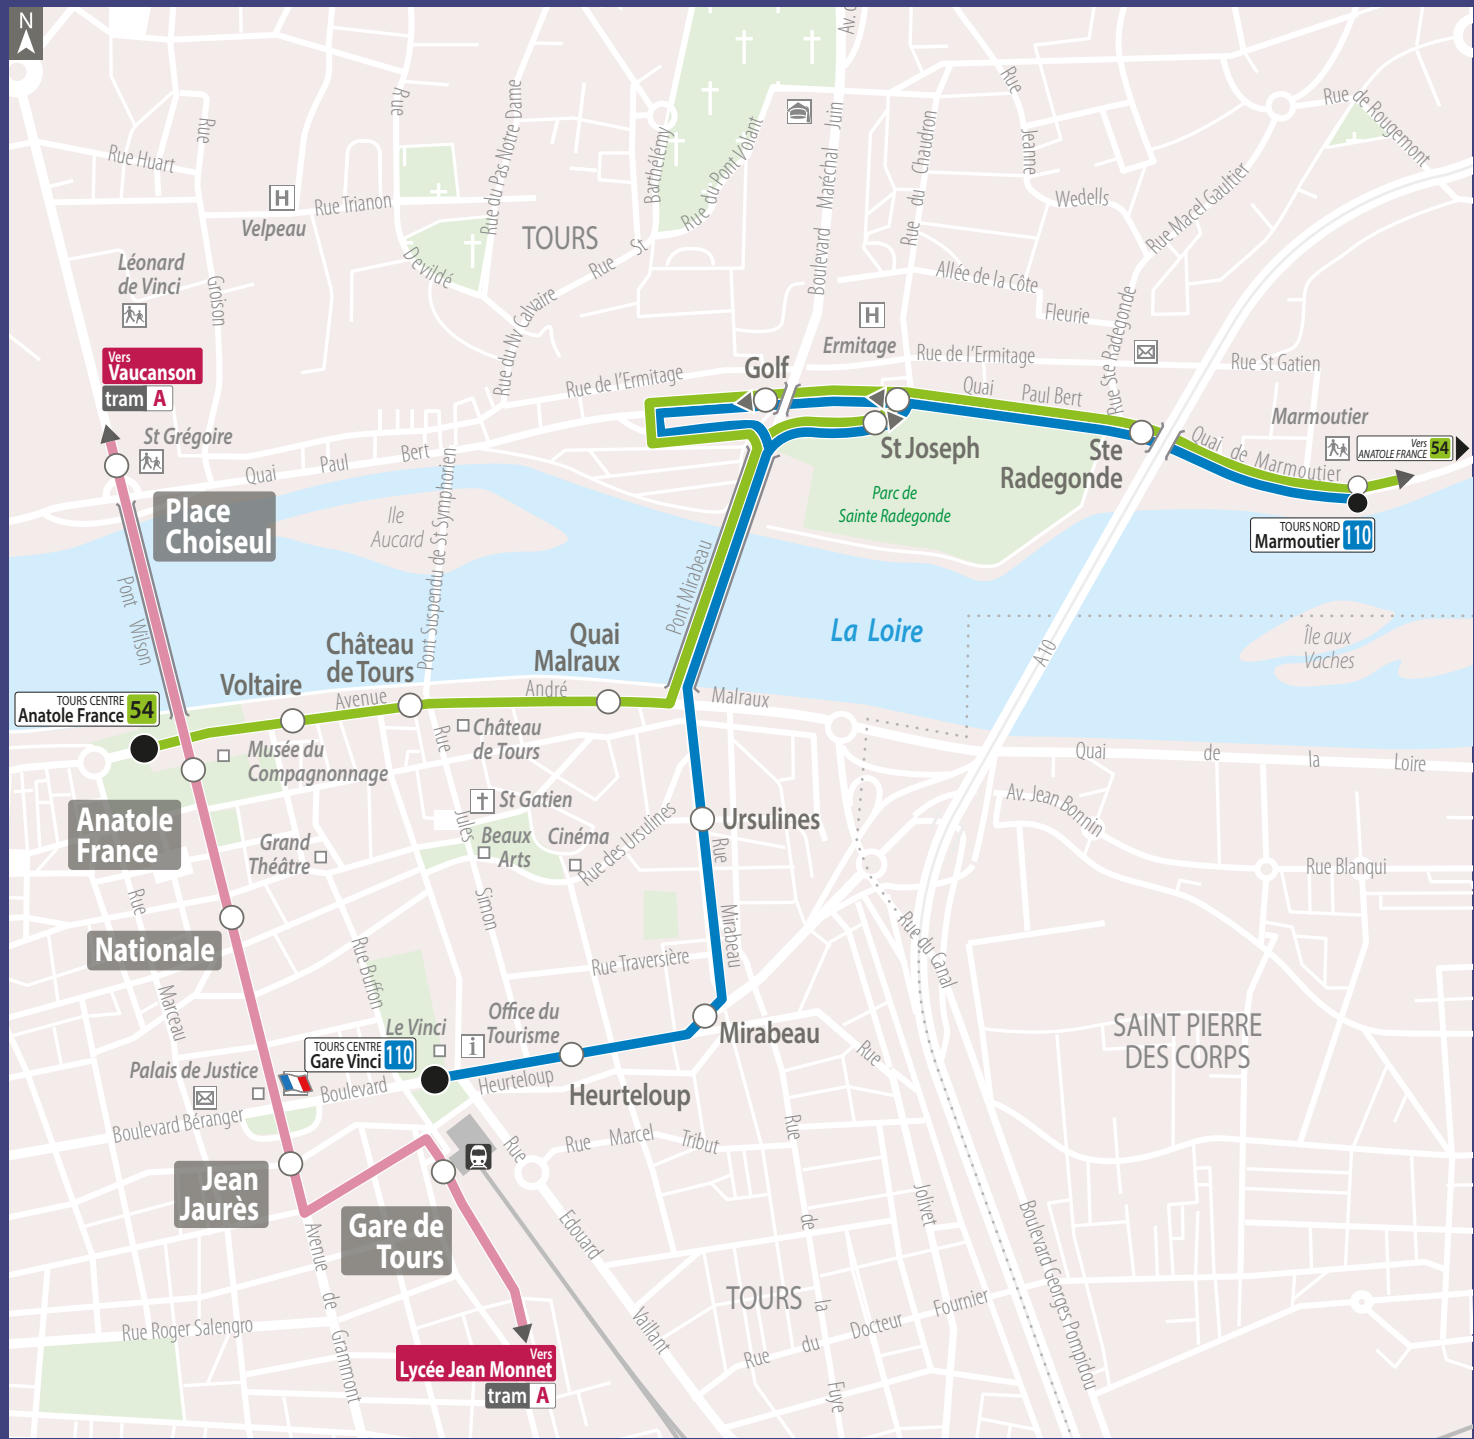 N
Av. C
Rue
Rue Huart
Rue
Rue du Pas Notre Dame
Barthélémy
Rue du Pont Volant
Boulevard Maréchal Juin
Rue du Chaudron
Rue
Jeanne
Wedells
Rue de Rougemont
Rue Macel Gaultier
H
Velpeau
Rue Trianon
TOURS
Devildé
Rue St
Rue du Nv Calvaire
Groison
Léonard
de Vinci
Allée de la Côte
Fleurie
Rue Ste Radegonde
H
Ermitage
Rue de l'Ermitage
Rue St Gatien
Vers
Vaucanson
tram A
Golf
Rue de l'Ermitage
Quai Paul Bert
St Grégoire
Quai Paul Bert
St Joseph
Ste
Radegonde
Marmoutier
Quai de Marmoutier
Vers
ANATOLE FRANCE 54
Parc de
Sainte Radegonde
TOURS NORD
Marmoutier 110
Place
Choiseul
Ile
Aucard
Pont Suspendu de St Symphorien
Pont Wilson
Pont Mirabeau
La Loire
A10
Île aux
Vaches
Quai
Malraux
Château
de Tours
Voltaire
TOURS CENTRE
Anatole France 54
Avenue André Malraux
Château
de Tours
Rue
Jules
Simon
Musée du
Compagnonnage
Quai de la Loire
Av. Jean Bonnin
Rue Blanqui
Anatole
France
Grand
Théâtre
St Gatien
Beaux
Arts
Cinéma
Rue des Ursulines
Ursulines
Rue
Mirabeau
Rue
Marceau
Nationale
Rue Buffon
Rue Traversière
Rue du Canal
Office du
Tourisme
i
Le Vinci
TOURS CENTRE
Gare Vinci 110
Mirabeau
SAINT PIERRE
DES CORPS
Palais de Justice
Boulevard Heurteloup
Boulevard Béranger
Heurteloup
Rue
Jolivet
Rue Marcel Tribut
Rue
Edouard
Vaillant
Rue
de
la
Fuye
Jean
Jaurès
Gare de
Tours
Avenue
de
Grammont
Boulevard Georges Pompidou
TOURS
Rue du Docteur Fournier
Rue Roger Salengro
Vers
Lycée Jean Monnet
tram A